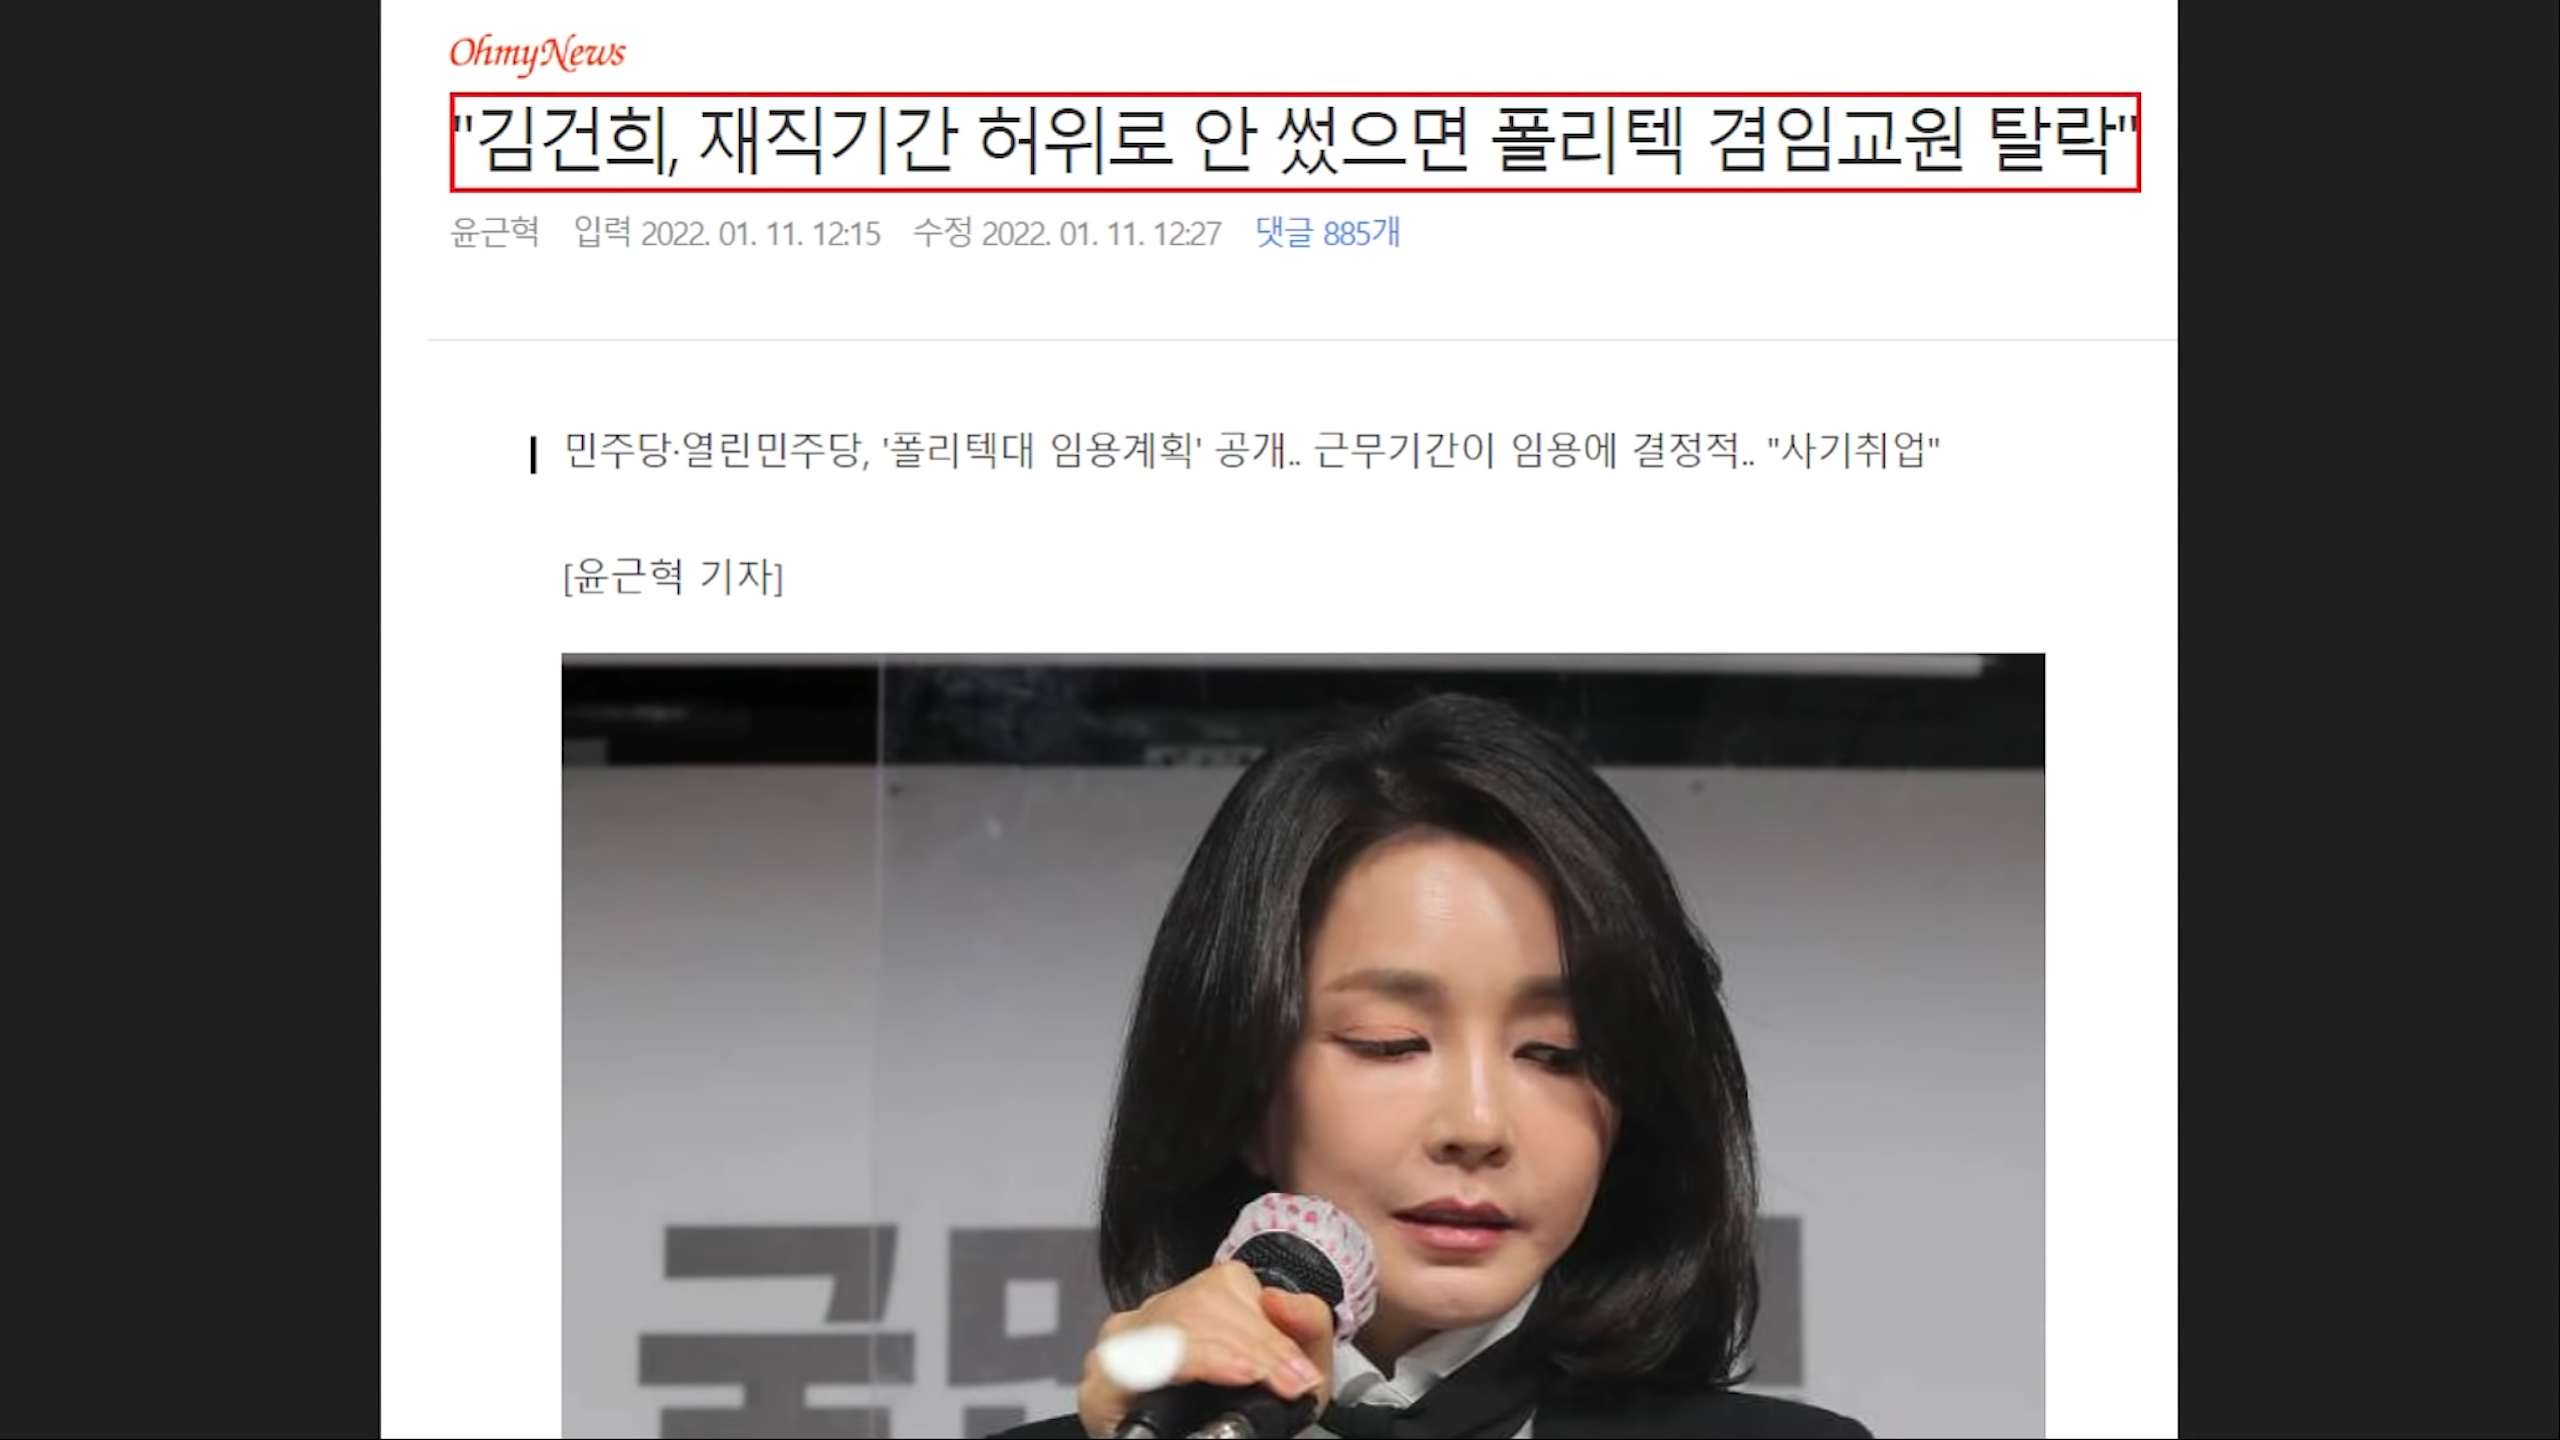 OhmyNews
"김건희, 재직기간 허위로 안 썼으면 폴리텍 겸임교원 탈락"
윤근혁 입력 2022. 01. 11. 12:15 수정 2022. 01. 11. 12:27 댓글 885개
민주당·열린민주당, '폴리텍대 임용계획' 공개.. 근무기간이 임용에 결정적.. "사기취업"
[윤근혁 기자]